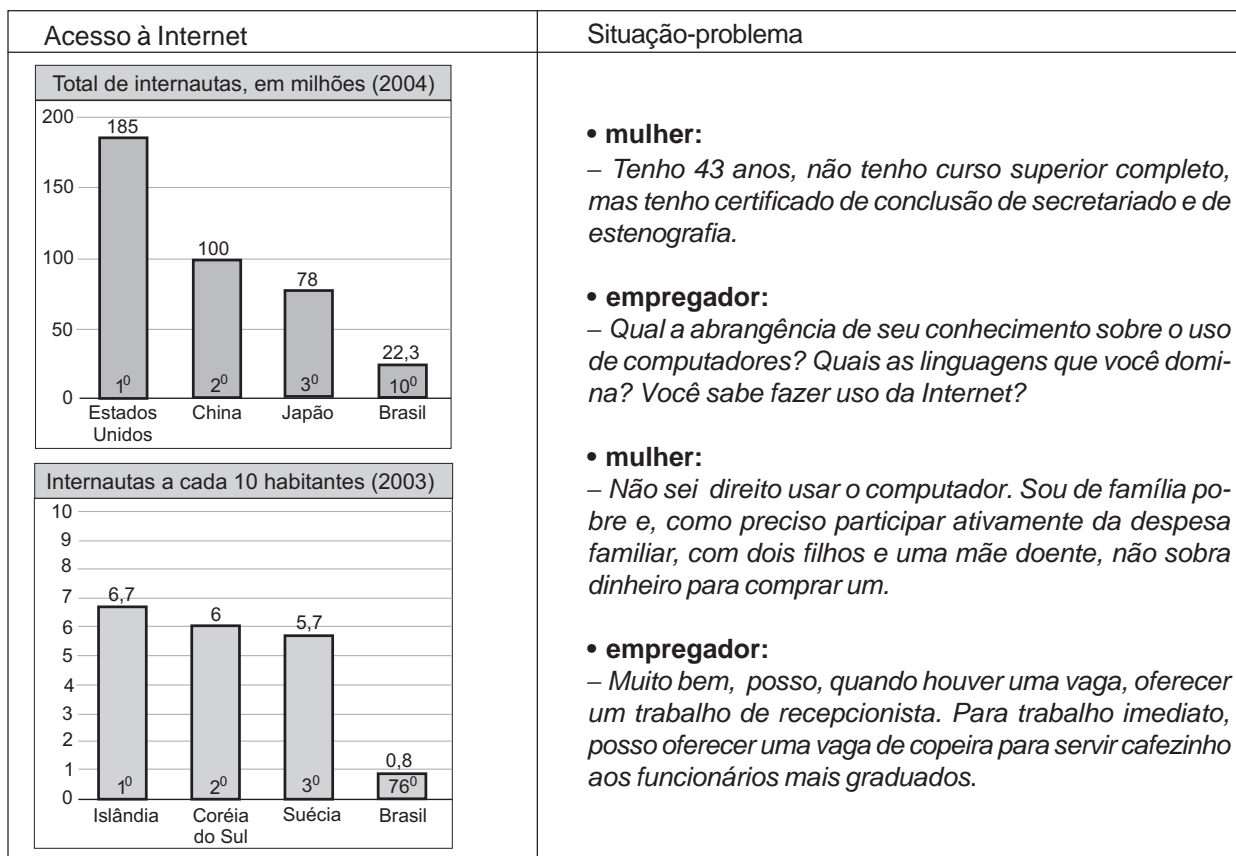 Acesso à Internet
Total de internautas, em milhões (2004)
200
150
100
50
0
185
100
78
22,3
1⁰
2⁰
3⁰
10⁰
Estados
Unidos
China
Japão
Brasil
Internautas a cada 10 habitantes (2003)
10
9
8
7
6
5
4
3
2
1
0
6,7
6
5,7
0,8
1⁰
2⁰
3⁰
76⁰
Islândia
Coréia
do Sul
Suécia
Brasil
Situação-problema
• mulher:
– Tenho 43 anos, não tenho curso superior completo,
mas tenho certificado de conclusão de secretariado e de
estenografia.
• empregador:
– Qual a abrangência de seu conhecimento sobre o uso
de computadores? Quais as linguagens que você domi-
na? Você sabe fazer uso da Internet?
• mulher:
– Não sei direito usar o computador. Sou de família po-
bre e, como preciso participar ativamente da despesa
familiar, com dois filhos e uma mãe doente, não sobra
dinheiro para comprar um.
• empregador:
– Muito bem, posso, quando houver uma vaga, oferecer
um trabalho de recepcionista. Para trabalho imediato,
posso oferecer uma vaga de copeira para servir cafezinho
aos funcionários mais graduados.